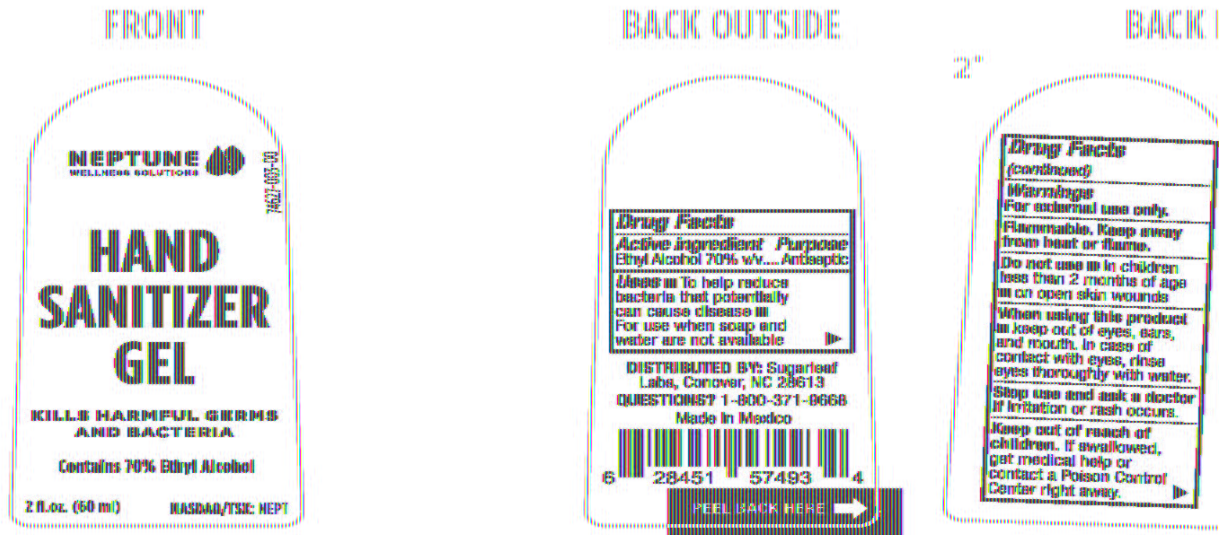 FRONT
NEPTUNE
WELLNESS SOLUTIONS
HAND
SANITIZER
GEL
KILLS HARMFUL GERMS
AND BACTERIA
Contains 70% Ethyl Alcohol
2 fl.oz. (60 ml) NASDAQ/TSX: NEPT
BACK OUTSIDE
Drug Facts
Active ingredient Purpose
Ethyl Alcohol 70% v/v.... Antiseptic
Uses ■ To help reduce
bacteria that potentially
can cause disease ■
For use when soap and
water are not available
DISTRIBUTED BY: Sugarleaf
Labs, Conover, NC 28613
QUESTIONS? 1-800-371-9668
Made In Mexico
6 28451 57493 4
PEEL BACK HERE
BACK
2"
Drug Facts
(continued)
Warnings
For external use only.
Flammable. Keep away
from heat or flame.
Do not use ■ in children
less than 2 months of age
■ on open skin wounds
When using this product
■ keep out of eyes, ears,
and mouth. In case of
contact with eyes, rinse
eyes thoroughly with water.
Stop use and ask a doctor
if irritation or rash occurs.
Keep out of reach of
children. If swallowed,
get medical help or
contact a Poison Control
Center right away.